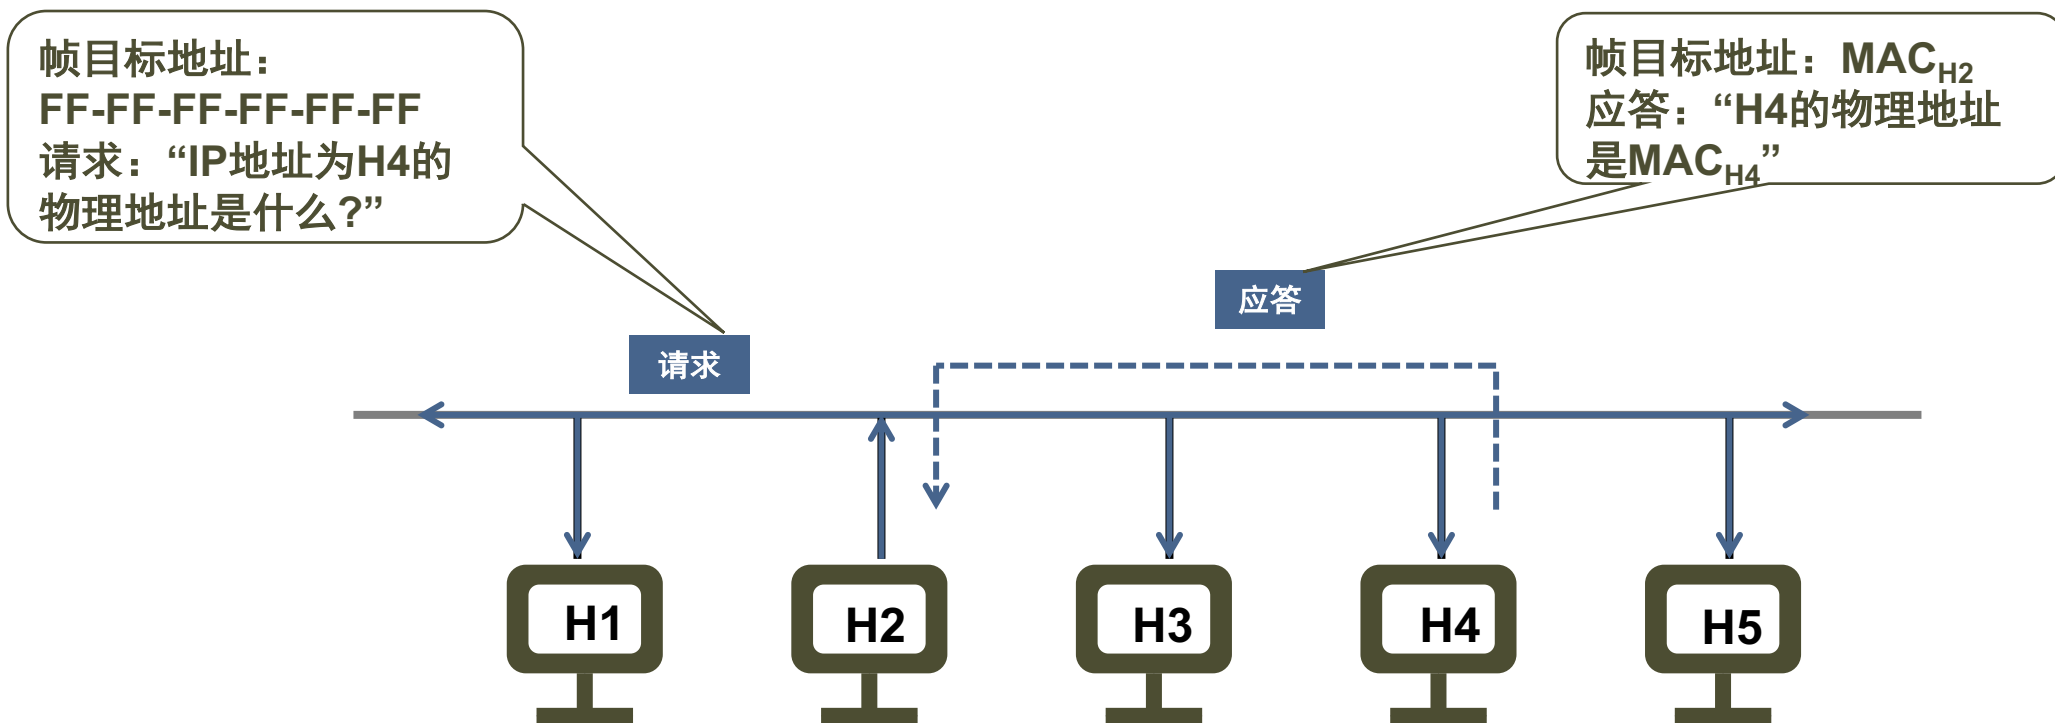 帧目标地址：
FF-FF-FF-FF-FF-FF
请求：“IP地址为H4的
物理地址是什么?”
帧目标地址：MACH2
应答：“H4的物理地址
是MACH4”
应答
请求
H1
H2
H3
H4
H5